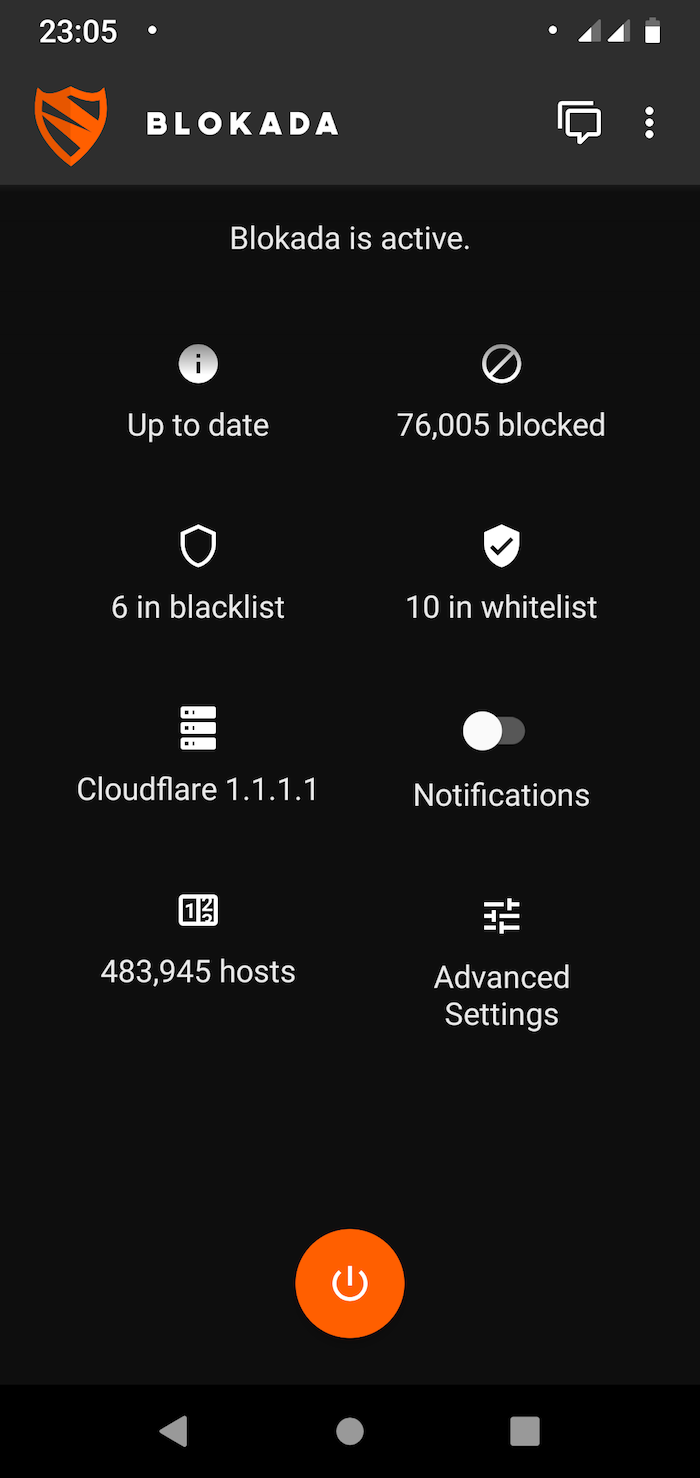 23:05
BLOKADA
Blokada is active.
Up to date
76,005 blocked
6 in blacklist
10 in whitelist
Cloudflare 1.1.1.1
Notifications
483,945 hosts
Advanced
Settings